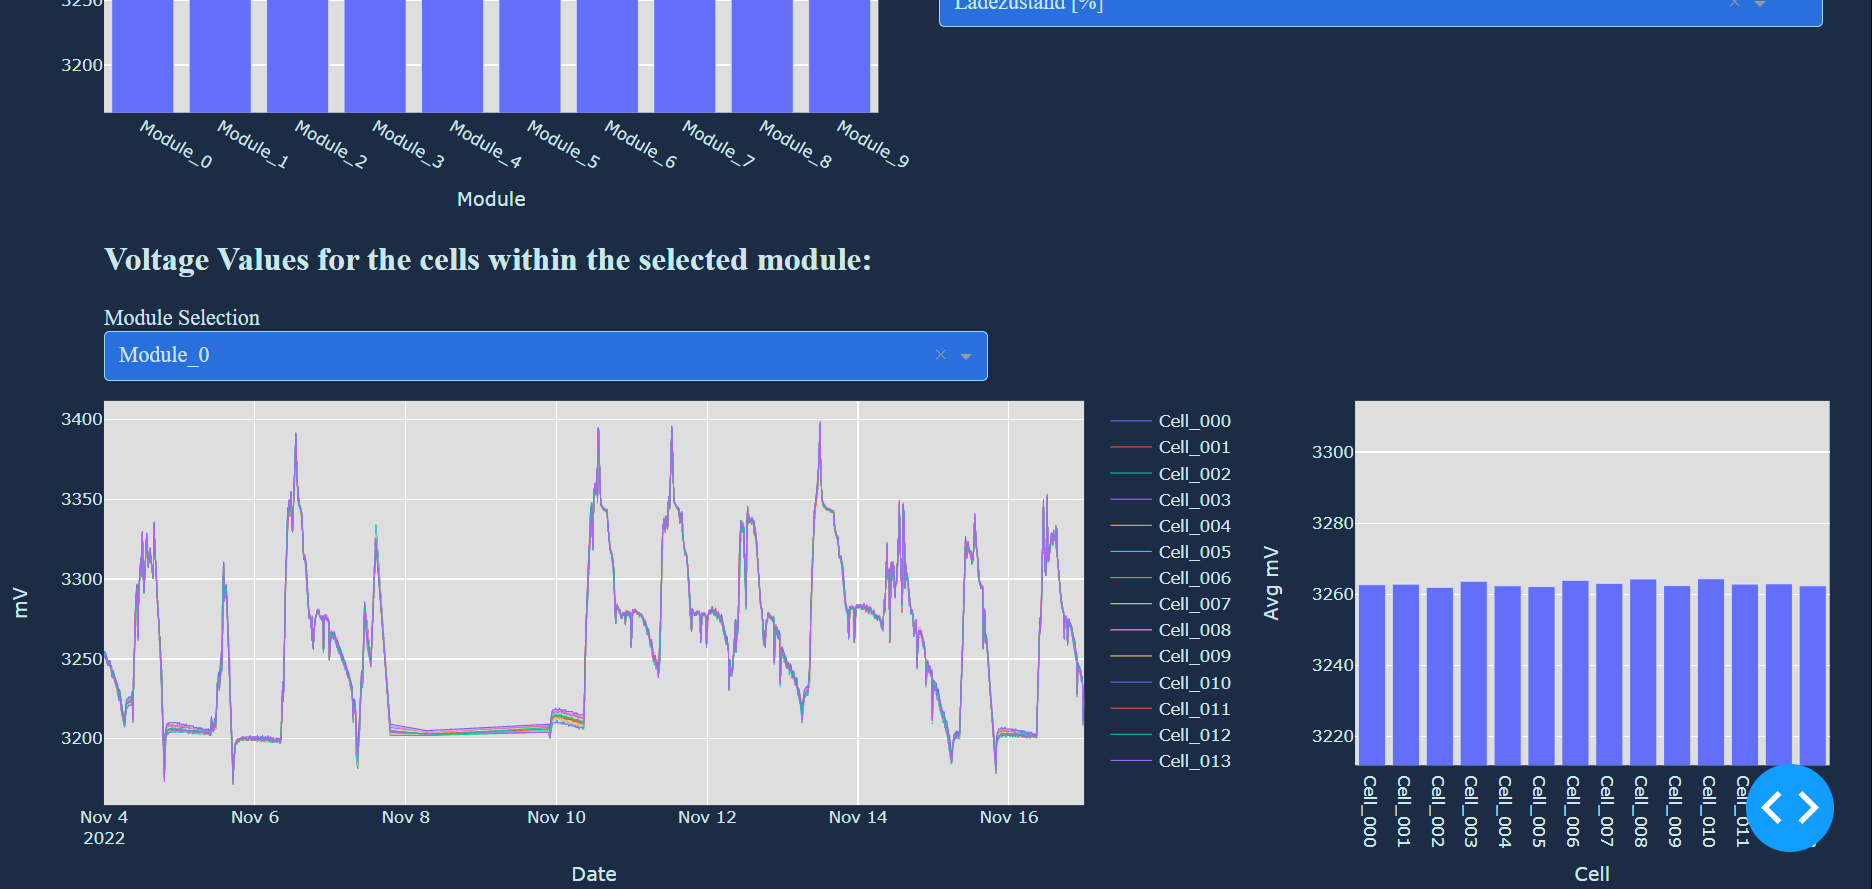 3250
Ladezustand [%]
3200
Module_0
Module_1
Module_2
Module_3
Module_4
Module_5
Module_6
Module_7
Module_8
Module_9
Module
Voltage Values for the cells within the selected module:
Module Selection
Module_0
3400
3350
3300
3250
3200
mV
Nov 4
2022
Nov 6
Nov 8
Nov 10
Nov 12
Nov 14
Nov 16
Date
Cell_000
Cell_001
Cell_002
Cell_003
Cell_004
Cell_005
Cell_006
Cell_007
Cell_008
Cell_009
Cell_010
Cell_011
Cell_012
Cell_013
3300
3280
3260
3240
3220
Avg mV
Cell_000
Cell_001
Cell_002
Cell_003
Cell_004
Cell_005
Cell_006
Cell_007
Cell_008
Cell_009
Cell_010
Cell_011
Cell